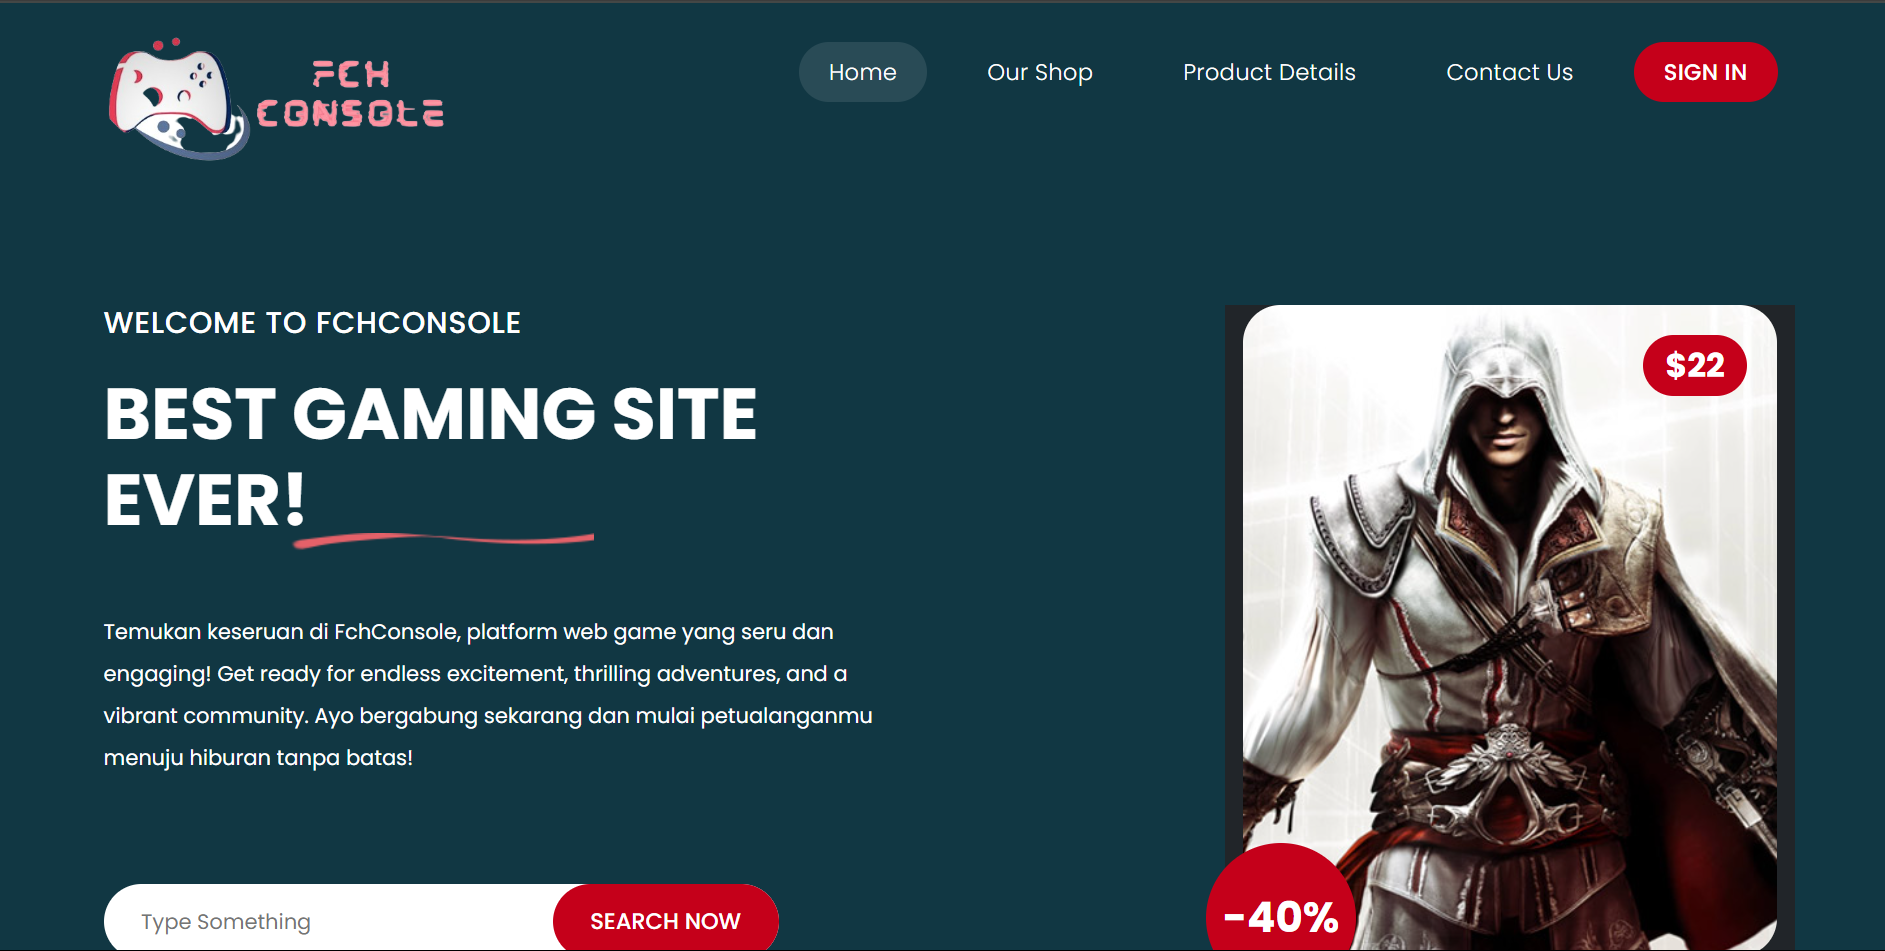 FCH
CONSOLE
Home
Our Shop
Product Details
Contact Us
SIGN IN
WELCOME TO FCHCONSOLE
BEST GAMING SITE
EVER!
Temukan keseruan di FchConsole, platform web game yang seru dan
engaging! Get ready for endless excitement, thrilling adventures, and a
vibrant community. Ayo bergabung sekarang dan mulai petualanganmu
menuju hiburan tanpa batas!
Type Something
SEARCH NOW
$22
-40%